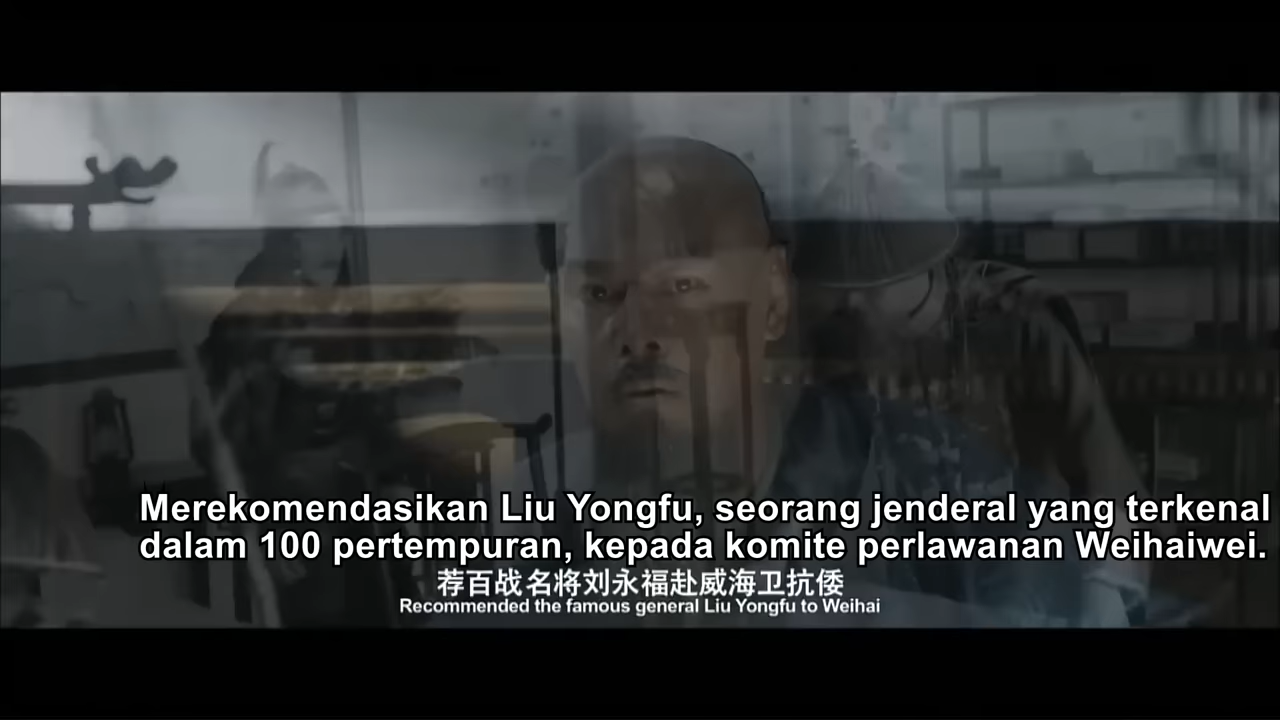 Merekomendasikan Liu Yongfu, seorang jenderal yang terkenal
dalam 100 pertempuran, kepada komite perlawanan Weihaiwei.
荐百战名将刘永福赴威海卫抗倭
Recommended the famous general Liu Yongfu to Weihai